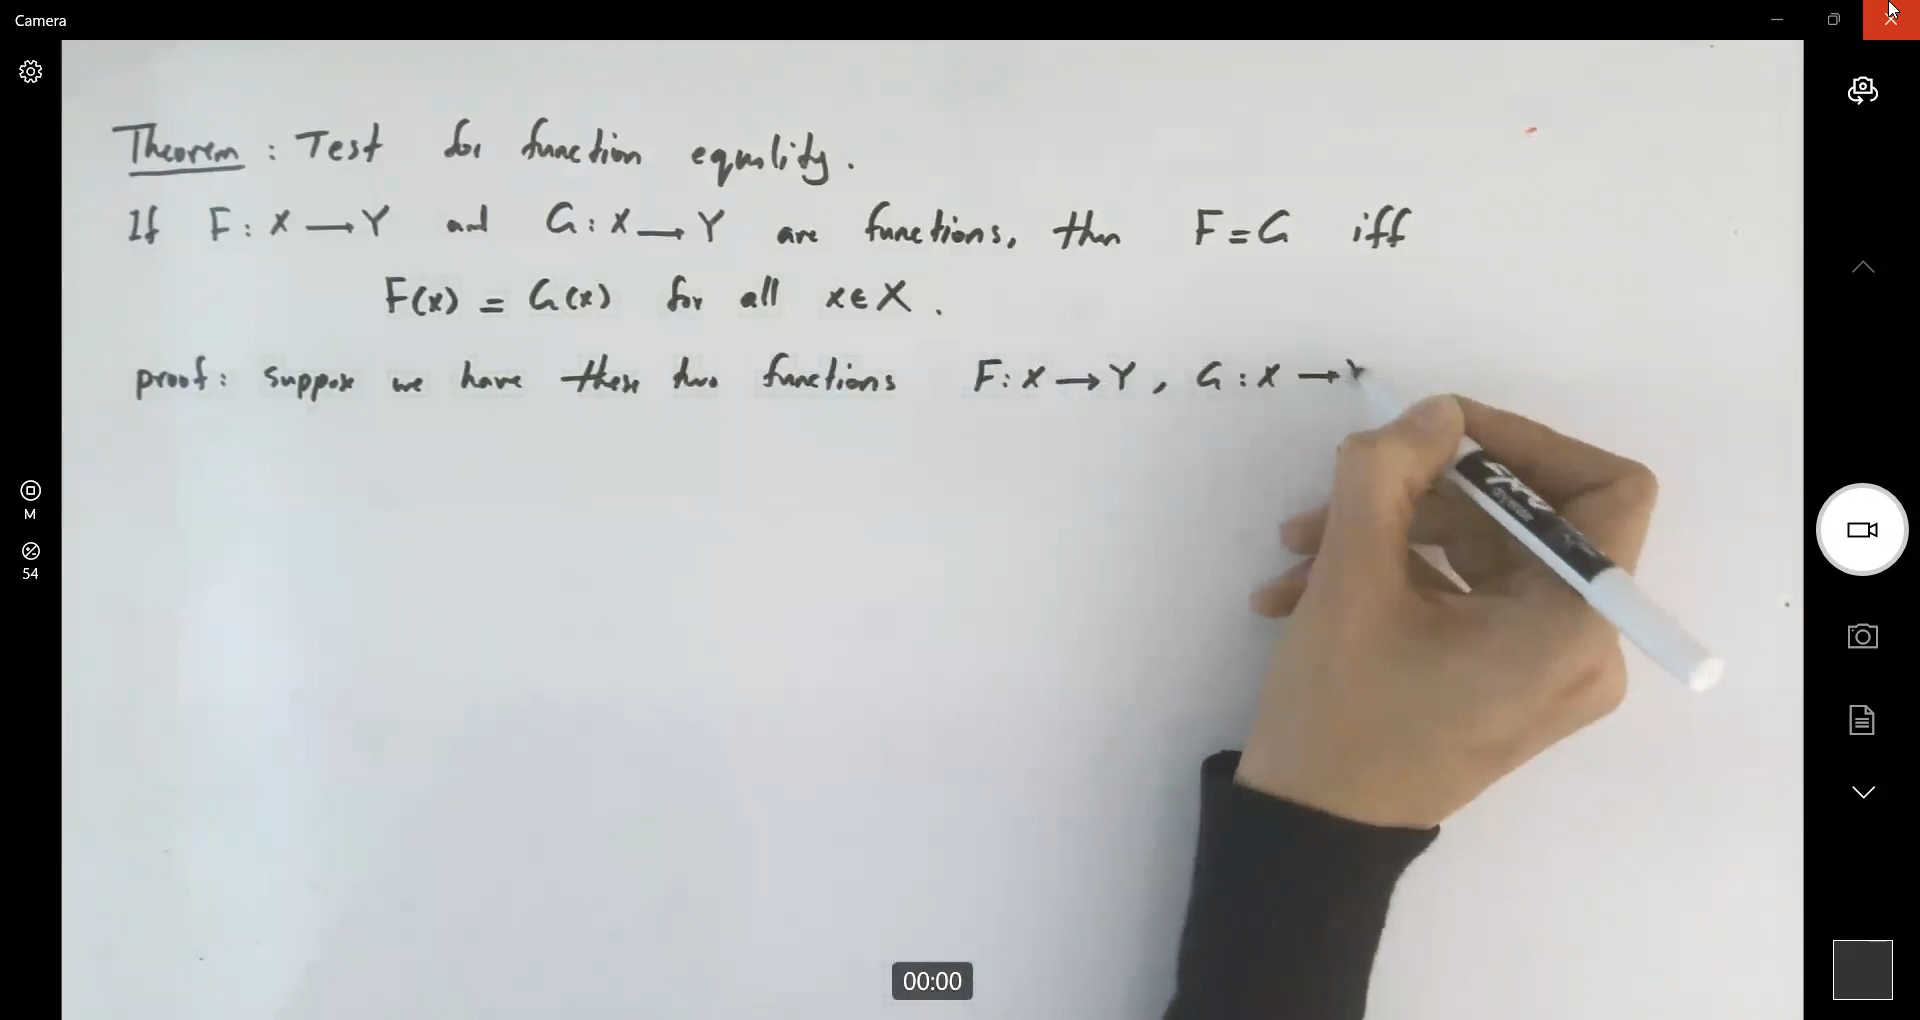 Camera
Theorem : Test for function equality.
If F : X → Y and G : X → Y are functions, then F = G iff
F(x) = G(x) for all x ∈ X.
proof : suppose we have these two functions F : X → Y , G : X → Y
EXPO
M
54
00:00